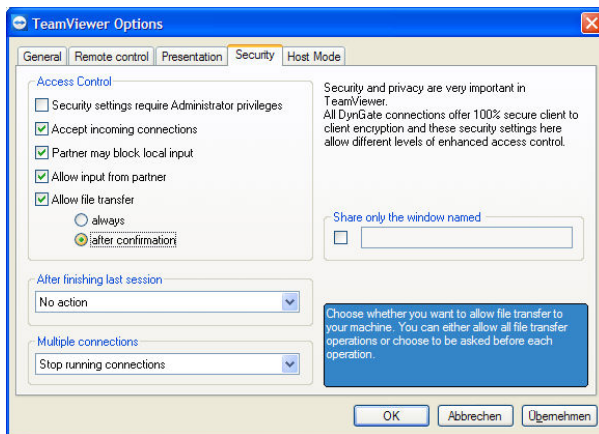 TeamViewer Options
General
Remote control
Presentation
Security
Host Mode
Access Control
Security settings require Administrator privileges
Accept incoming connections
Partner may block local input
Allow input from partner
Allow file transfer
always
after confirmation
After finishing last session
No action
Multiple connections
Stop running connections
Security and privacy are very important in
TeamViewer.
All DynGate connections offer 100% secure client to
client encryption and these security settings here
allow different levels of enhanced access control.
Share only the window named
Choose whether you want to allow file transfer to
your machine. You can either allow all file transfer
operations or choose to be asked before each
operation.
OK
Abbrechen
Übernehmen